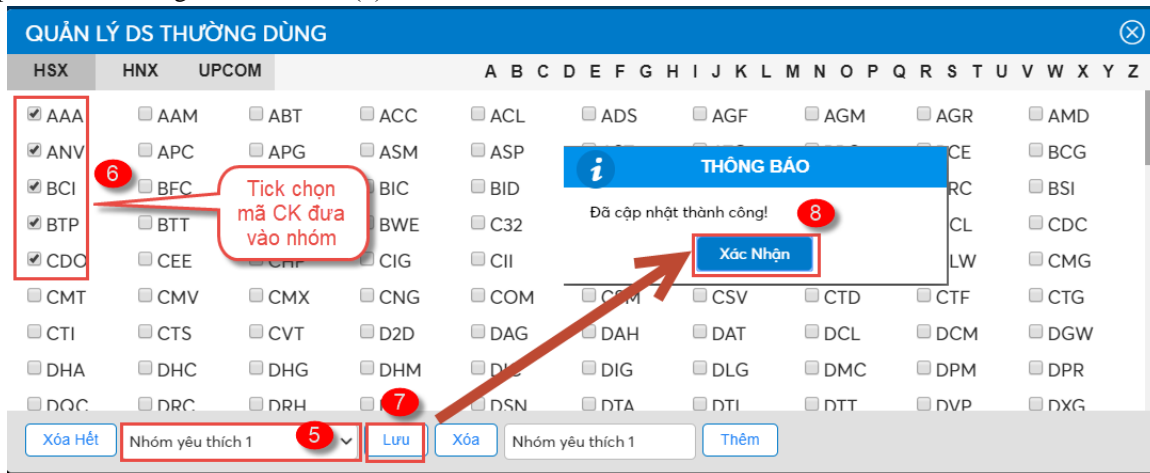 QUẢN LÝ DS THƯỜNG DÙNG
HSX HNX UPCOM A B C D E F G H I J K L M N O P Q R S T U V W X Y Z
AAA AAM ABT ACC ACL ADS AGF AGM AGR AMD
ANV APC APG ASM ASP BCG
6
THÔNG BÁO
BCI BFC BIC BID BSI
Tick chọn
mã CK đưa
vào nhóm
Đã cập nhật thành công! 8
BTP BTT BWE C32 CDC
Xác Nhận
CDO CEE CIG CII CMG
CMT CMV CMX CNG COM CSM CSV CTD CTF CTG
CTI CTS CVT D2D DAG DAH DAT DCL DCM DGW
DHA DHC DHG DHM DIC DIG DLG DMC DPM DPR
DQC DRC DRH DSN DTA DTL DTT DVP DXG
7
Xóa Hết Nhóm yêu thích 1 5 Lưu Xóa Nhóm yêu thích 1 Thêm